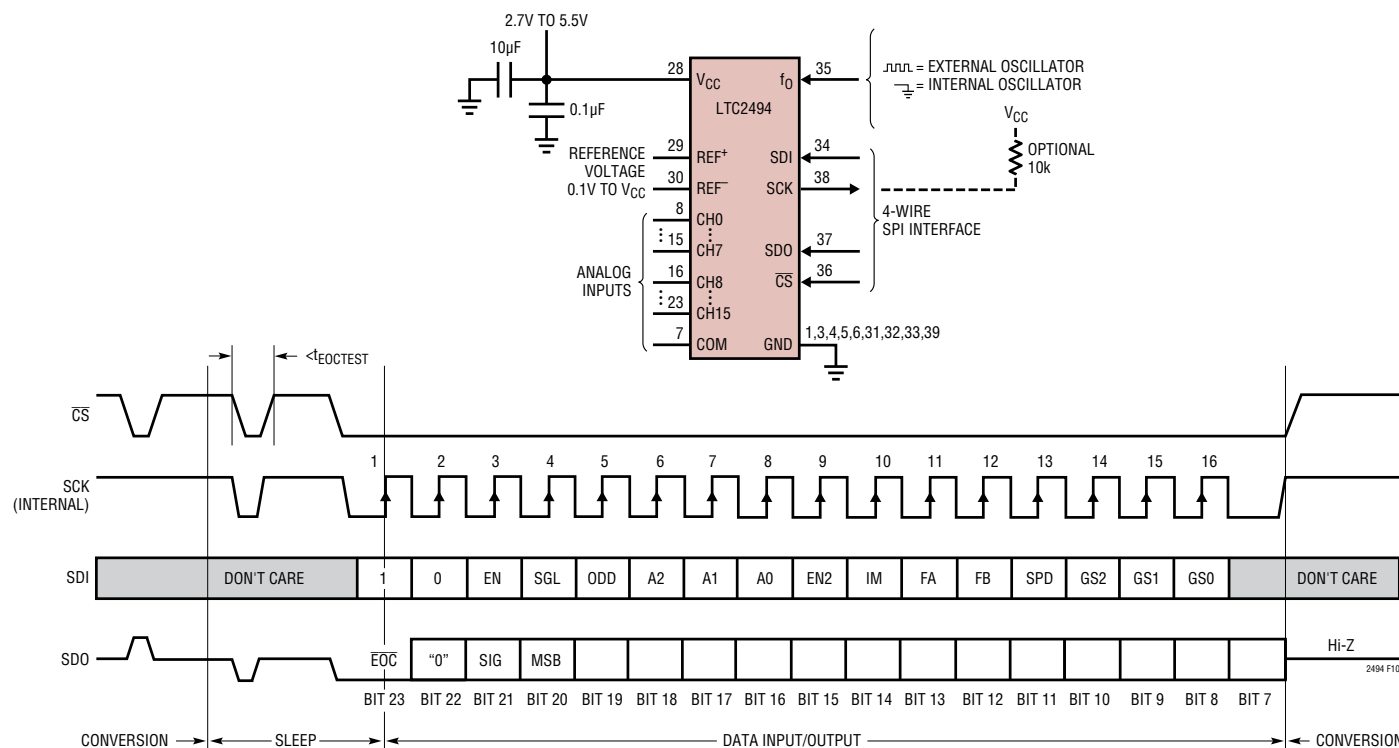 2.7V TO 5.5V
10µF
0.1µF
28
VCC
fO
35
= EXTERNAL OSCILLATOR
= INTERNAL OSCILLATOR
LTC2494
VCC
OPTIONAL
10k
REFERENCE
VOLTAGE
0.1V TO VCC
29
REF+
30
REF–
SDI
34
SCK
38
4-WIRE
SPI INTERFACE
SDO
37
CS
36
ANALOG
INPUTS
8
CH0
15
CH7
16
CH8
23
CH15
7
COM
GND
1,3,4,5,6,31,32,33,39
<tEOCTEST
CS
SCK
(INTERNAL)
1 2 3 4 5 6 7 8 9 10 11 12 13 14 15 16
SDI DON'T CARE 1 0 EN SGL ODD A2 A1 A0 EN2 IM FA FB SPD GS2 GS1 GS0 DON'T CARE
SDO EOC "0" SIG MSB Hi-Z
2494 F10
BIT 23 BIT 22 BIT 21 BIT 20 BIT 19 BIT 18 BIT 17 BIT 16 BIT 15 BIT 14 BIT 13 BIT 12 BIT 11 BIT 10 BIT 9 BIT 8 BIT 7
CONVERSION SLEEP DATA INPUT/OUTPUT CONVERSION